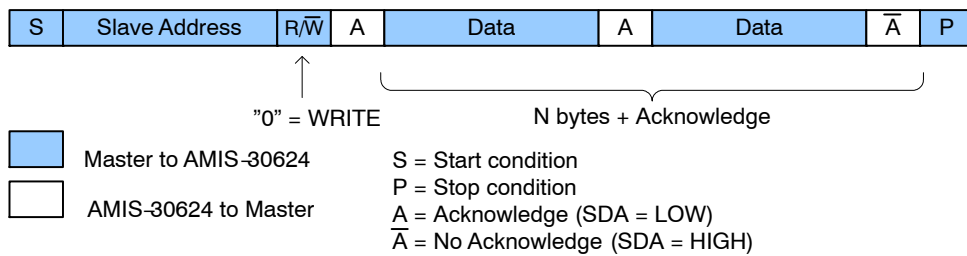 S Slave Address R/W̅ A Data A Data A̅ P
”0” = WRITE N bytes + Acknowledge
Master to AMIS−30624
AMIS−30624 to Master
S = Start condition
P = Stop condition
A = Acknowledge (SDA = LOW)
A̅ = No Acknowledge (SDA = HIGH)